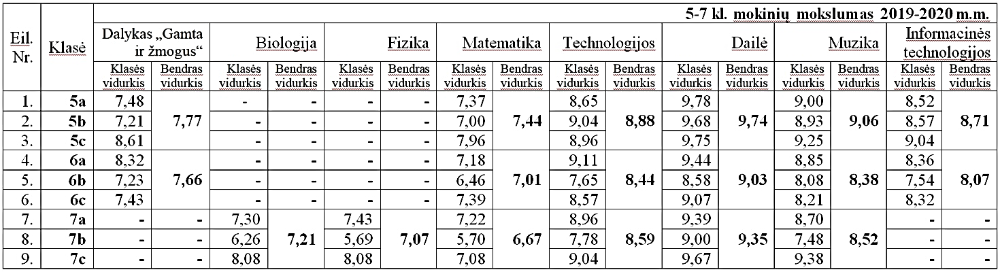 5-7 kl. mokinių mokslumas 2019-2020 m.m.
Eil. Nr. Klasė Dalykas „Gamta ir žmogus“ Biologija Fizika Matematika Technologijos Dailė Muzika Informacinės technologijos
Klasės vidurkis Bendras vidurkis Klasės vidurkis Bendras vidurkis Klasės vidurkis Bendras vidurkis Klasės vidurkis Bendras vidurkis Klasės vidurkis Bendras vidurkis Klasės vidurkis Bendras vidurkis Klasės vidurkis Bendras vidurkis Klasės vidurkis Bendras vidurkis
1. 5a 7,48 - - - - 7,37 8,65 9,78 9,00 8,52
2. 5b 7,21 7,77 - - - - 7,00 7,44 9,04 8,88 9,68 9,74 8,93 9,06 8,57 8,71
3. 5c 8,61 - - - - 7,96 8,96 9,75 9,25 9,04
4. 6a 8,32 - - - - 7,18 9,11 9,44 8,85 8,36
5. 6b 7,23 7,66 - - - - 6,46 7,01 7,65 8,44 8,58 9,03 8,08 8,38 7,54 8,07
6. 6c 7,43 - - - - 7,39 8,57 9,07 8,21 8,32
7. 7a - - 7,30 7,43 7,22 8,96 9,39 8,70 - -
8. 7b - - 6,26 7,21 5,69 7,07 5,70 6,67 7,78 8,59 9,00 9,35 7,48 8,52 - -
9. 7c - - 8,08 8,08 7,08 9,04 9,67 9,38 - -